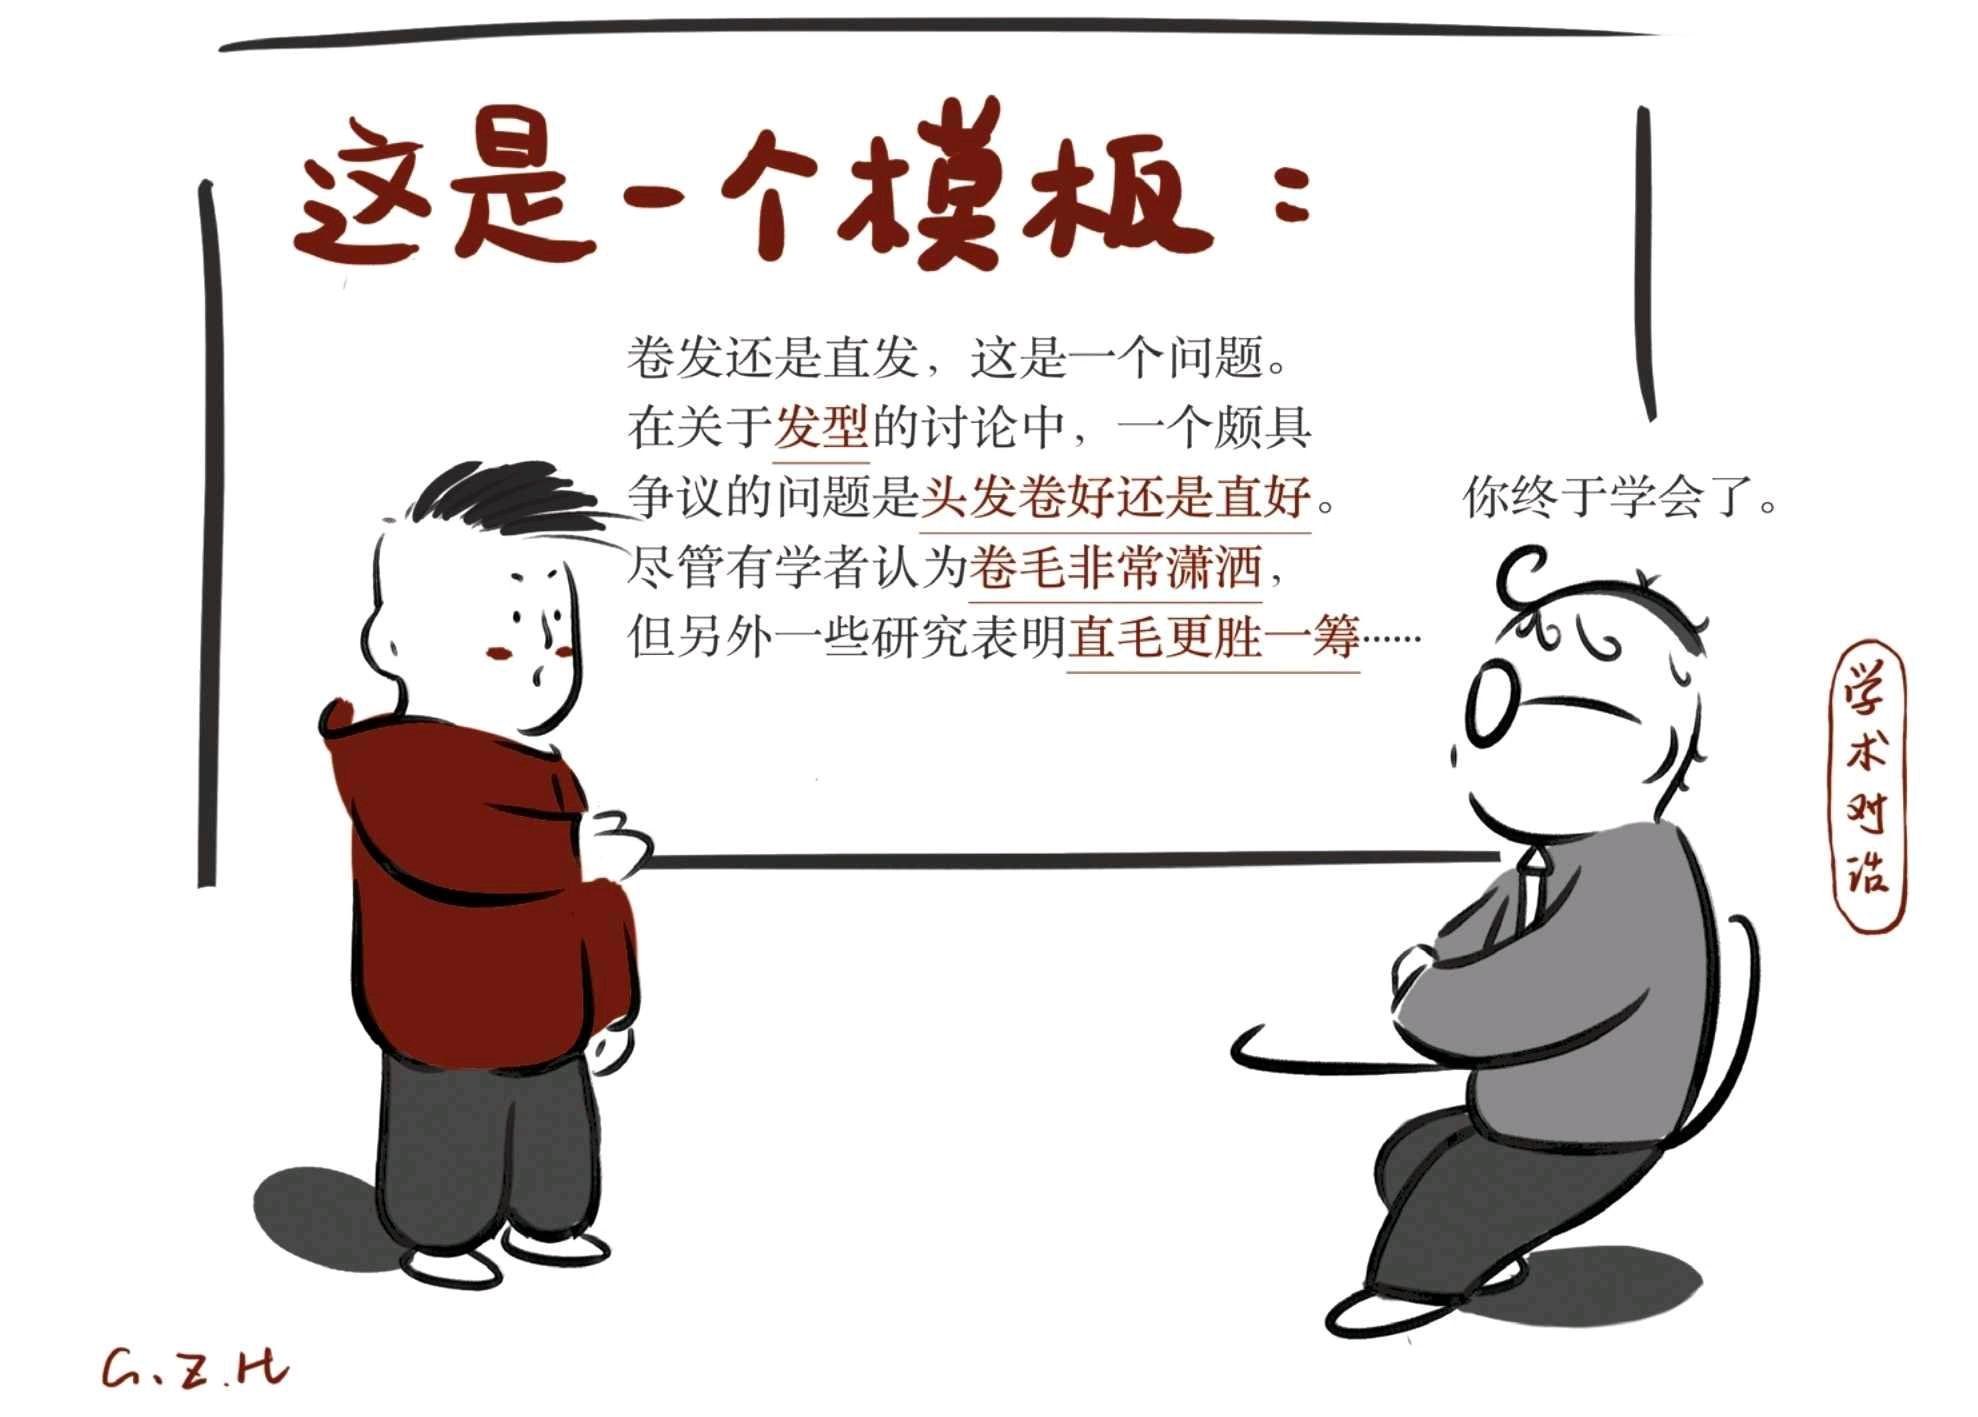 这是一个模板：
卷发还是直发，这是一个问题。
在关于发型的讨论中，一个颇具
争议的问题是头发卷好还是直好。
尽管有学者认为卷毛非常潇洒，
但另外一些研究表明直毛更胜一筹……
你终于学会了。
学术对话
G.Z.H